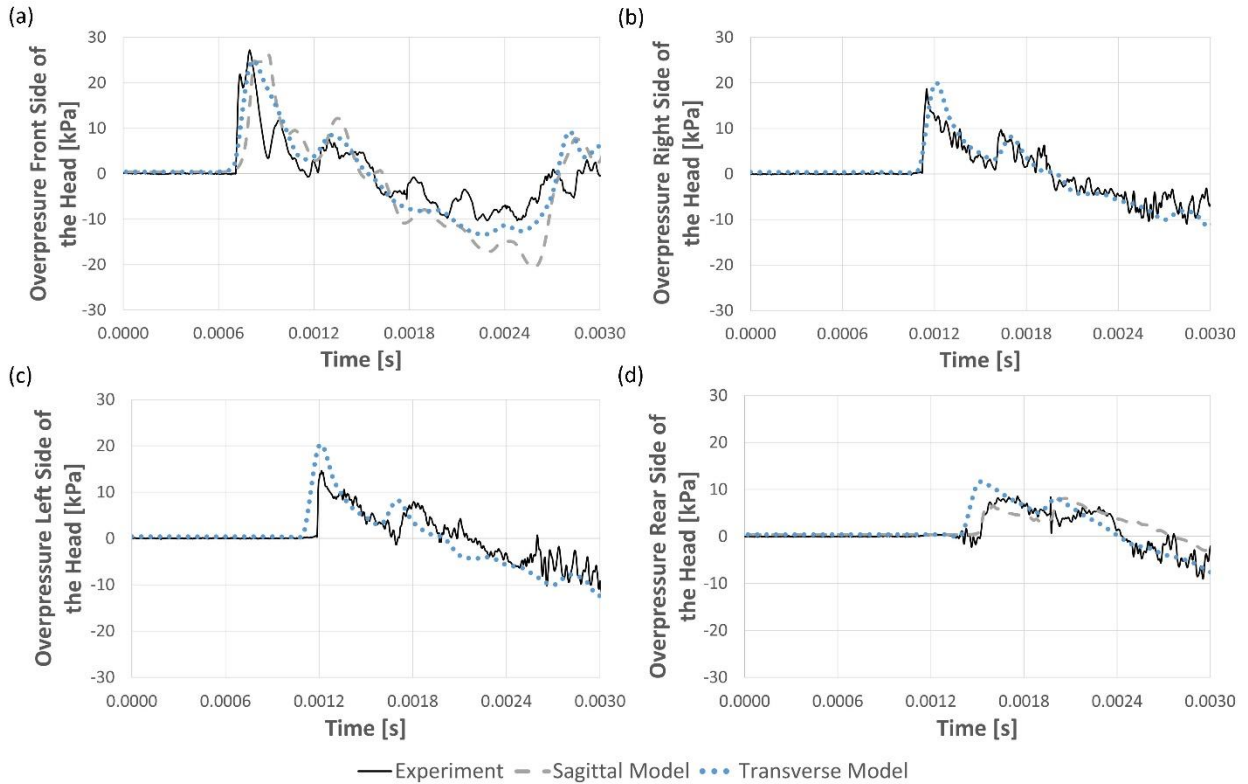 (a)
Overpressure Front Side of
the Head [kPa]
30
20
10
0
-10
-20
-30
0.0000 0.0006 0.0012 0.0018 0.0024 0.0030
Time [s]
(b)
Overpressure Right Side of
the Head [kPa]
30
20
10
0
-10
-20
-30
0.0000 0.0006 0.0012 0.0018 0.0024 0.0030
Time [s]
(c)
Overpressure Left Side of
the Head [kPa]
30
20
10
0
-10
-20
-30
0.0000 0.0006 0.0012 0.0018 0.0024 0.0030
Time [s]
(d)
Overpressure Rear Side of
the Head [kPa]
30
20
10
0
-10
-20
-30
0.0000 0.0006 0.0012 0.0018 0.0024 0.0030
Time [s]
Experiment Sagittal Model Transverse Model